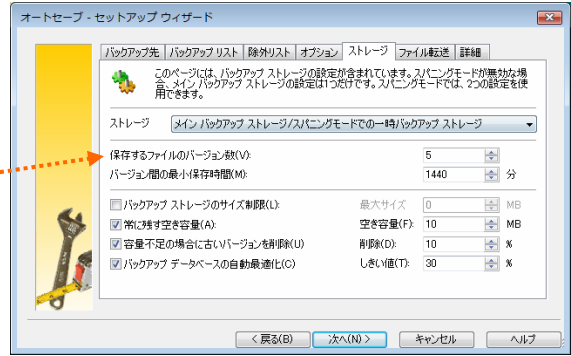 オートセーブ - セットアップ ウィザード
バックアップ先 バックアップ リスト 除外リスト オプション ストレージ ファイル転送 詳細
このページには、バックアップ ストレージの設定が含まれています。スパニングモードが無効な場
合、メイン バックアップ ストレージの設定は1つだけです。スパニングモードでは、2つの設定を使
用できます。
ストレージ メイン バックアップ ストレージ/スパニングモードでの一時バックアップ ストレージ
保存するファイルのバージョン数(V): 5
バージョン間の最小保存時間(M): 1440 分
バックアップ ストレージのサイズ制限(L): 最大サイズ 0 MB
常に残す空き容量(A): 空き容量(F): 10 MB
容量不足の場合に古いバージョンを削除(U) 削除(D): 10 %
バックアップ データベースの自動最適化(C) しきい値(T): 30 %
< 戻る(B) 次へ(N) > キャンセル ヘルプ